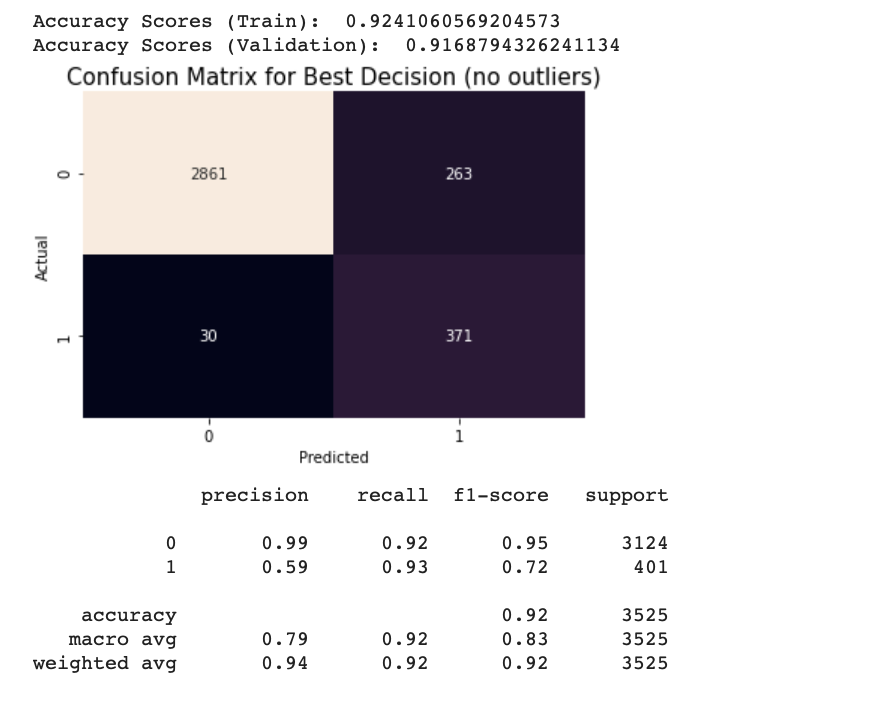 Accuracy Scores (Train):  0.9241060569204573
Accuracy Scores (Validation):  0.9168794326241134
Confusion Matrix for Best Decision (no outliers)
0
2861 263
Actual
1
30 371
0 1
Predicted
precision recall f1-score support
0 0.99 0.92 0.95 3124
1 0.59 0.93 0.72 401
accuracy 0.92 3525
macro avg 0.79 0.92 0.83 3525
weighted avg 0.94 0.92 0.92 3525